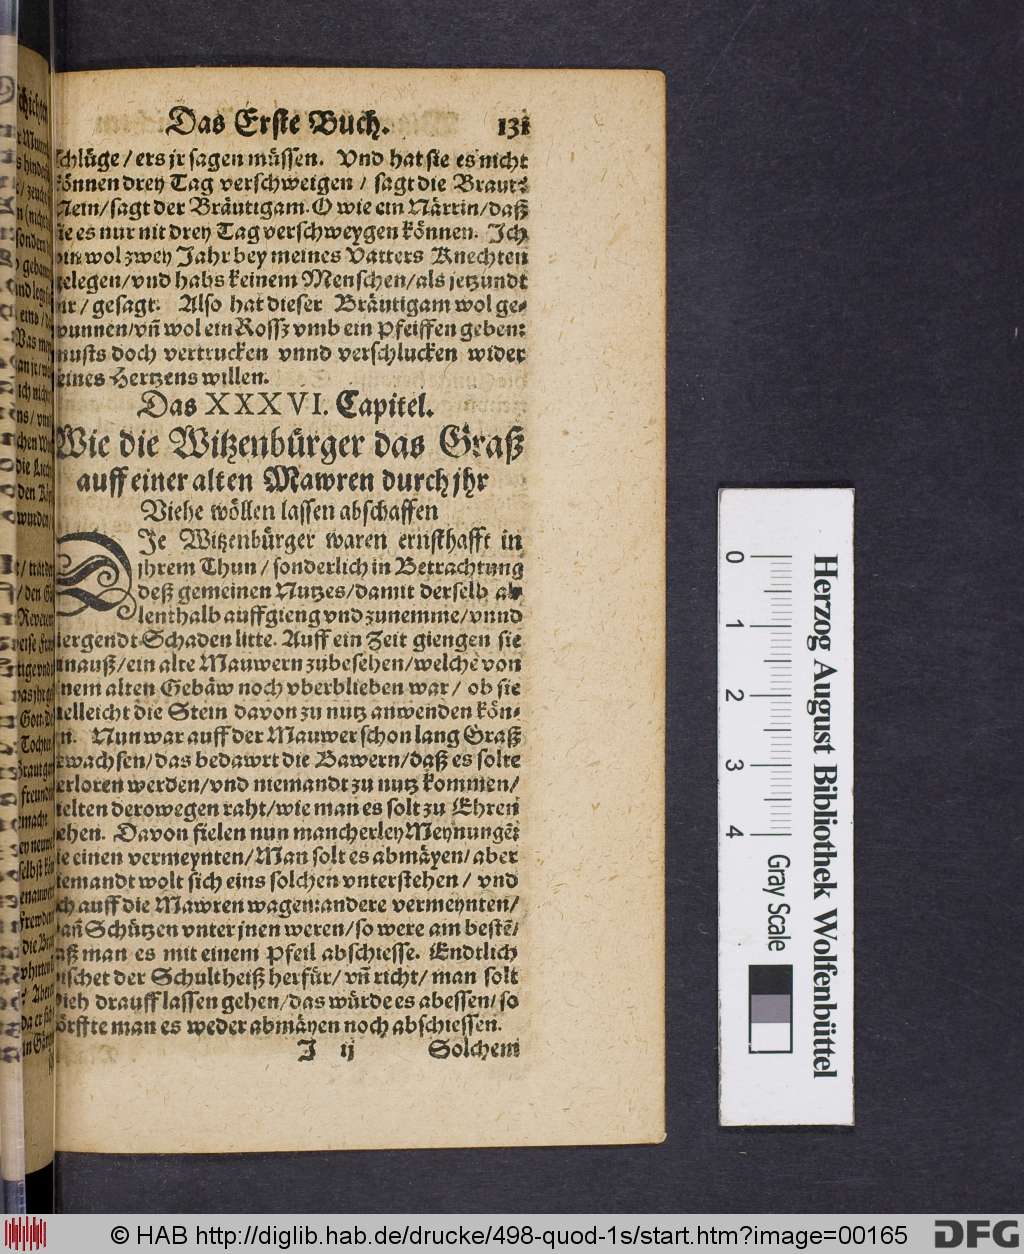 Das Erste Buch. 131
schlüge / ers jr sagen müssen. Vnd hat sie es nicht
können drey Tag verschweigen / sagt die Braut:
Nein / sagt der Bräutigam. O wie ein Närrin / daß
sie es nur nit drey Tag verschweygen können. Ich
bin wol zwey Jahr bey meines Vatters Knechten
gelegen / vnd habs keinem Menschen / als jetzundt
dir / gesagt. Also hat dieser Bräutigam wol ge-
wunnen / vñ wol ein Rossz vmb ein Pfeiffen geben:
musts doch vertrucken vnnd verschlucken wider
seines Hertzens willen.
Das XXXVI. Capitel.
Wie die Witzenbürger das Graß
auff einer alten Mawren durch jhr
Viehe wöllen lassen abschaffen
DJe Witzenbürger waren ernsthafft in
jhrem Thun / sonderlich in Betrachtung
deß gemeinen Nutzes / damit derselb al-
lenthalb auffgieng vnd zunemme / vnnd
niergendt Schaden litte. Auff ein Zeit giengen sie
hinauß / ein alte Mauwern zubesehen / welche von
einem alten Gebäw noch vberblieben war / ob sie
vielleicht die Stein davon zu nutz anwenden kön-
ten. Nun war auff der Mauwer schon lang Graß
gewachsen / das bedawrt die Bawern / daß es solte
verloren werden / vnd niemandt zu nutz kommen /
hielten derowegen raht / wie man es solt zu Ehren
ziehen. Davon fielen nun mancherley Meynungẽ:
die einen vermeynten / Man solt es abmäyen / aber
niemandt wolt sich eins solchen vnterstehen / vnd
sich auff die Mawren wagen: andere vermeynten /
wañ Schützen vnter jnen weren / so were am bestẽ /
daß man es mit einem Pfeil abschiesse. Endtlich
wischet der Schultheiß herfür / vñ richt / man solt
Vieh drauff lassen gehen / das würde es abessen / so
dörffte man es weder abmäyen noch abschiessen.
I ij Solchem
0 1 2 3 4
Gray Scale
Herzog August Bibliothek Wolfenbüttel
© HAB http://diglib.hab.de/drucke/498-quod-1s/start.htm?image=00165 DFG